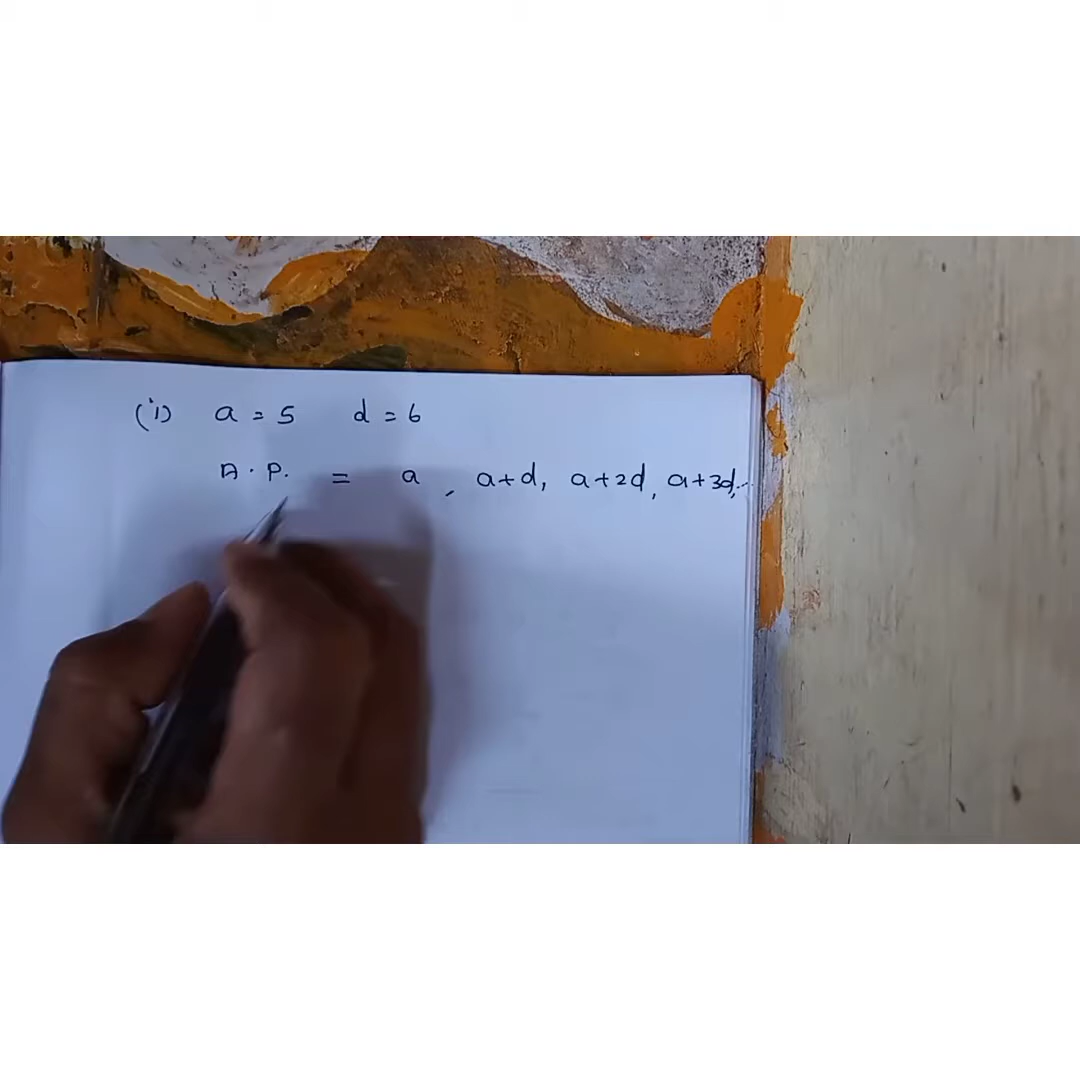 (i) a = 5 d = 6
A.P. = a, a+d, a+2d, a+3d,...